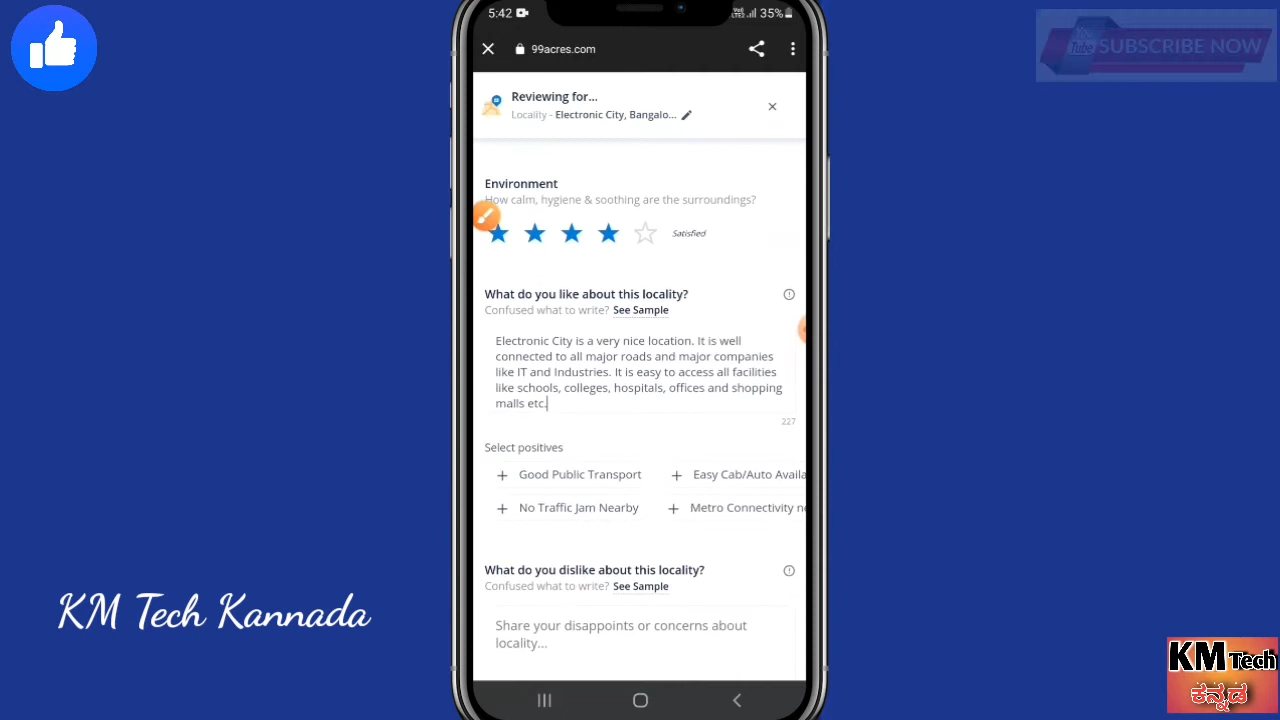 5:42
Vo))
LTE2
35%
99acres.com
You
Tube
SUBSCRIBE NOW
Reviewing for...
Locality - Electronic City, Bangalo...
Environment
How calm, hygiene & soothing are the surroundings?
Satisfied
What do you like about this locality?
Confused what to write? See Sample
Electronic City is a very nice location. It is well
connected to all major roads and major companies
like IT and Industries. It is easy to access all facilities
like schools, colleges, hospitals, offices and shopping
malls etc.
227
Select positives
Good Public Transport
Easy Cab/Auto Availa
No Traffic Jam Nearby
Metro Connectivity ne
What do you dislike about this locality?
Confused what to write? See Sample
Share your disappoints or concerns about
locality...
KM Tech Kannada
KM Tech
ಕನ್ನಡ